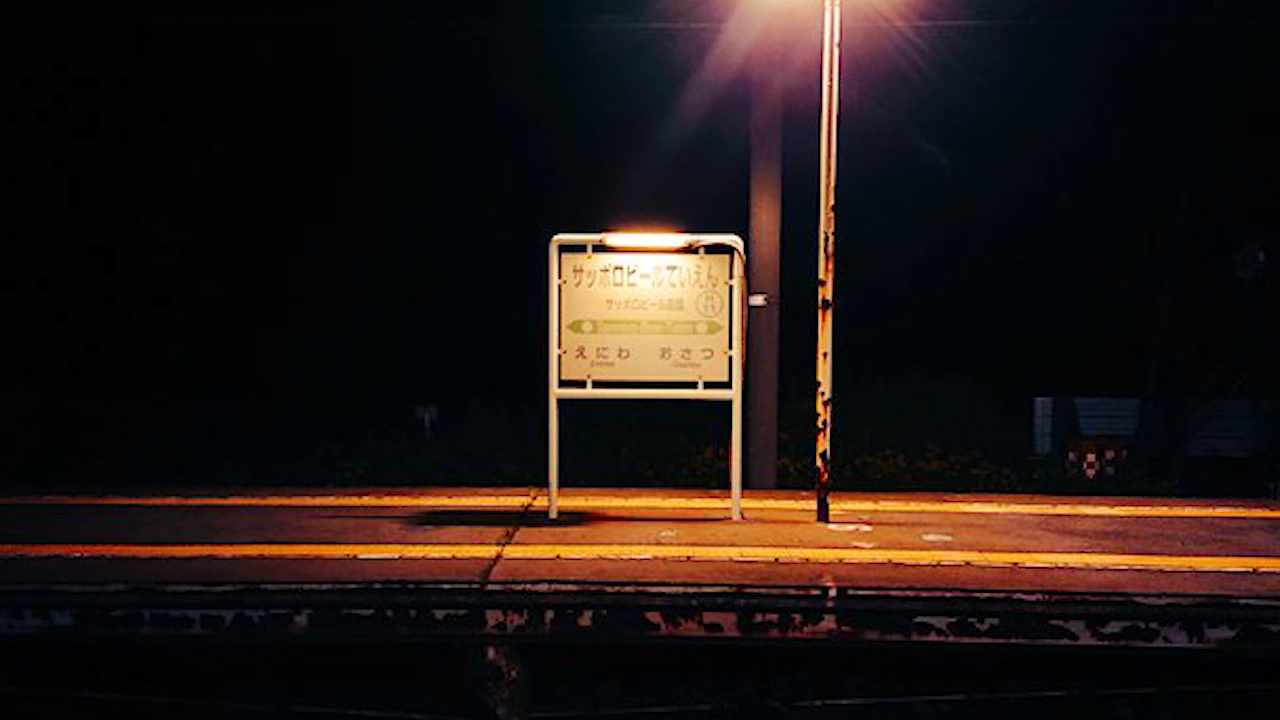 サッポロビールていえん
サッポロビール庭園
えにわ おさつ